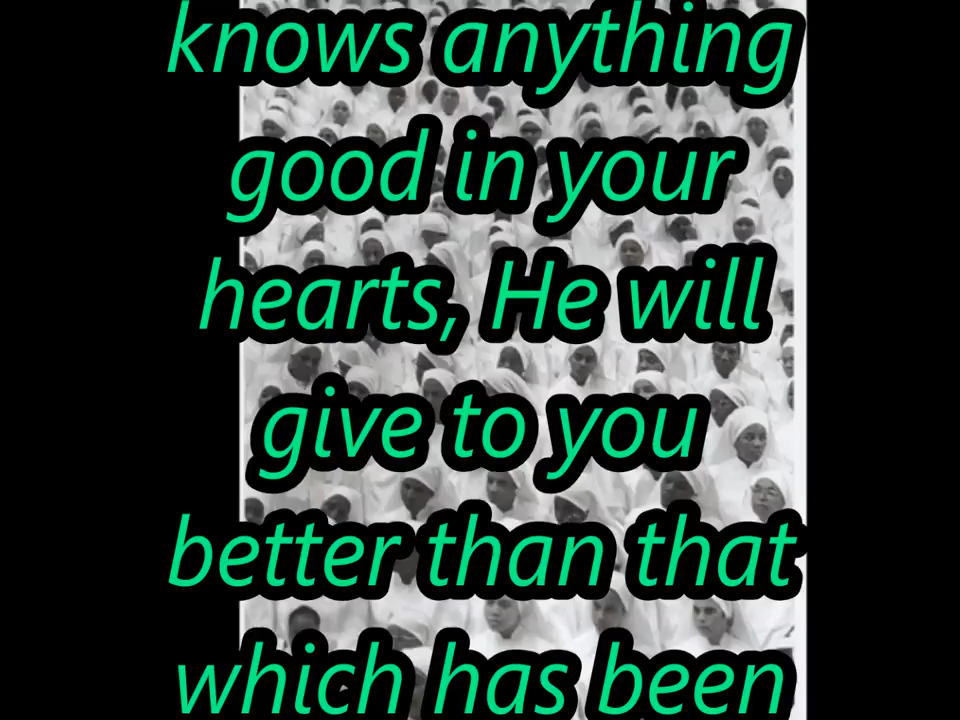 knows anything
good in your
hearts, He will
give to you
better than that
which has been